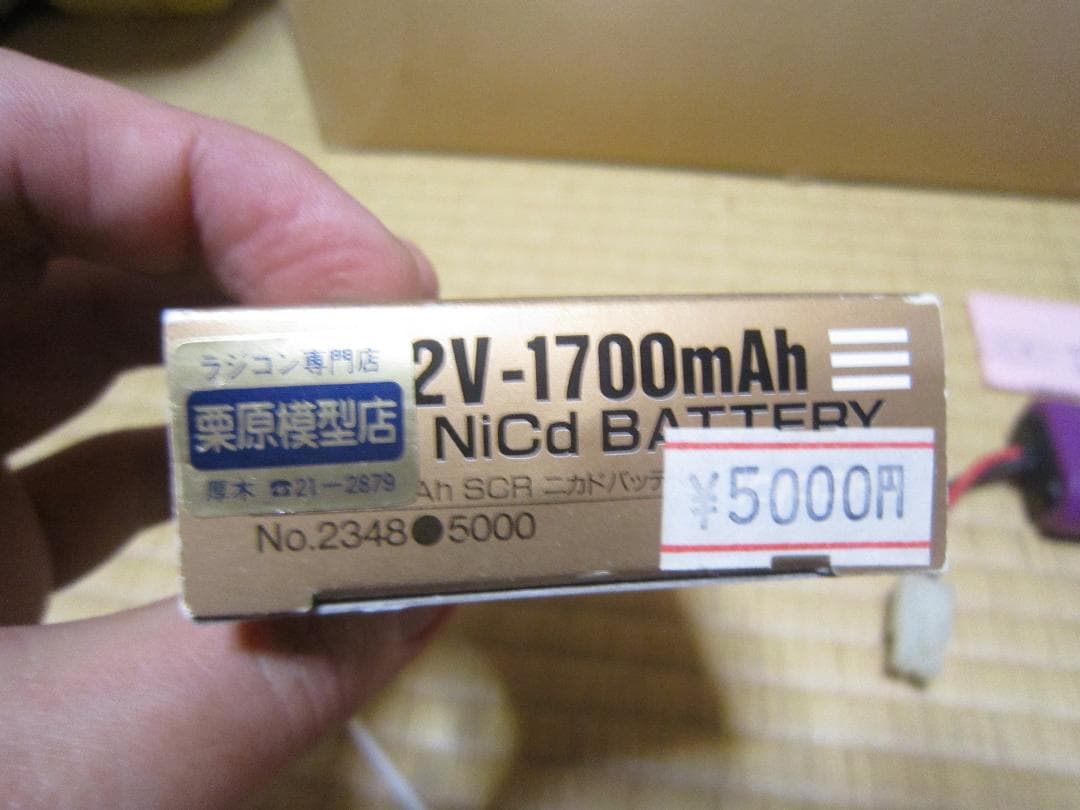 ラジコン専門店
栗原模型店
厚木 ☎21-2879
2V-1700mAh
NiCd BATTERY
Ah SCR ニカドバッテ
No.2348●5000
¥5000円